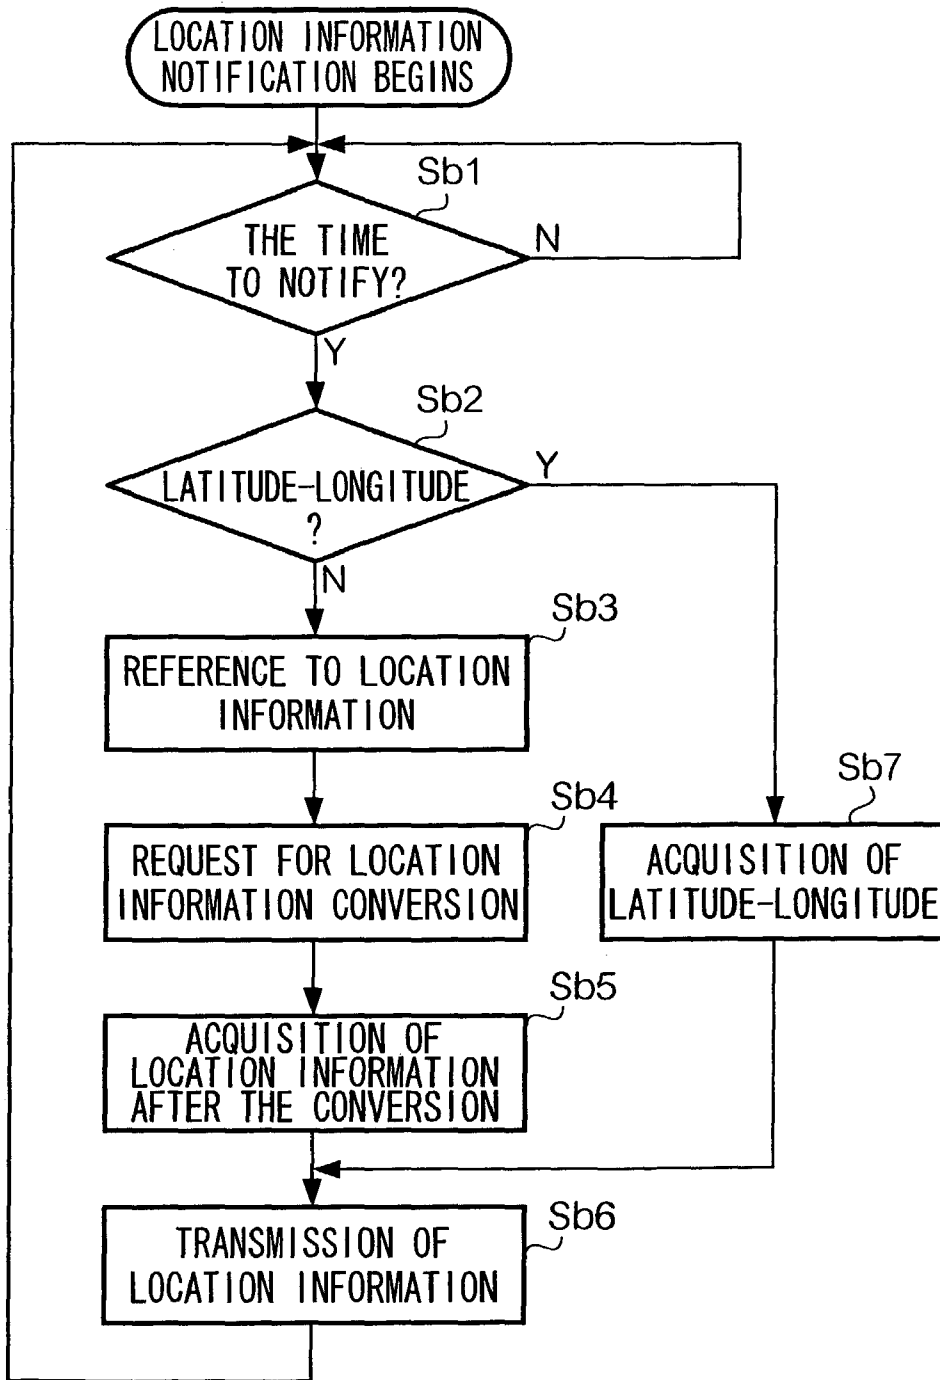 LOCATION INFORMATION
NOTIFICATION BEGINS
Sb1
THE TIME
TO NOTIFY?
N
Y
Sb2
LATITUDE-LONGITUDE
?
Y
N
Sb3
REFERENCE TO LOCATION
INFORMATION
Sb4
REQUEST FOR LOCATION
INFORMATION CONVERSION
Sb7
ACQUISITION OF
LATITUDE-LONGITUDE
Sb5
ACQUISITION OF
LOCATION INFORMATION
AFTER THE CONVERSION
Sb6
TRANSMISSION OF
LOCATION INFORMATION